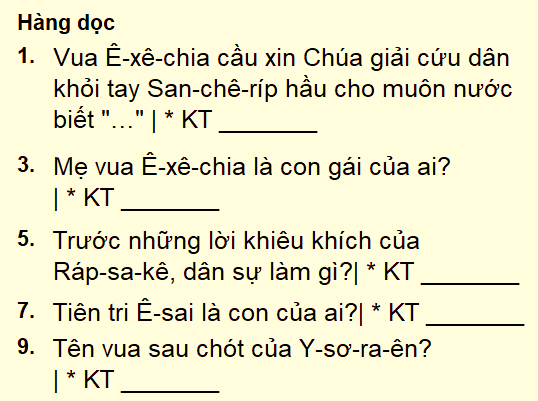 Hàng dọc
1. Vua Ê-xê-chia cầu xin Chúa giải cứu dân
khỏi tay San-chê-ríp hầu cho muôn nước
biết "..." | * KT ________
3. Mẹ vua Ê-xê-chia là con gái của ai?
| * KT ________
5. Trước những lời khiêu khích của
Ráp-sa-kê, dân sự làm gì?| * KT ________
7. Tiên tri Ê-sai là con của ai?| * KT ________
9. Tên vua sau chót của Y-sơ-ra-ên?
| * KT ________